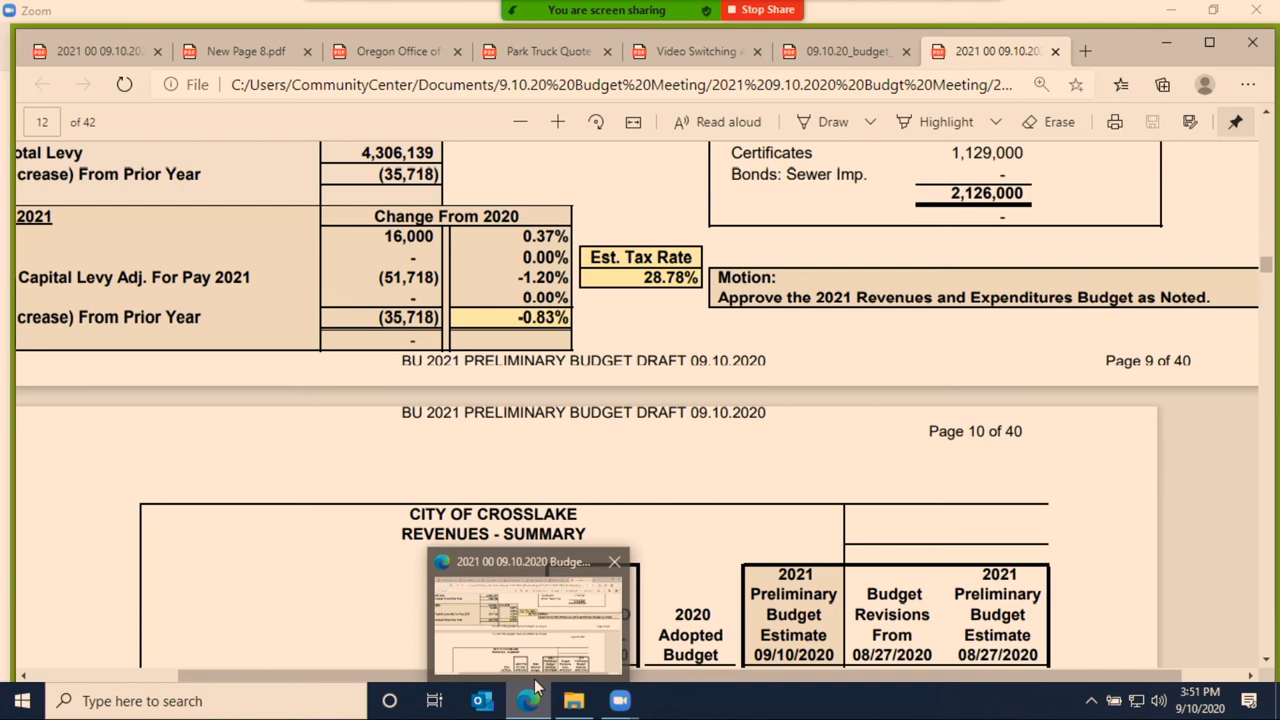 Zoom
You are screen sharing
Stop Share
2021 00 09.10.20
New Page 8.pdf
Oregon Office of
Park Truck Quote
Video Switching A
09.10.20_budget_
2021 00 09.10.20
File
C:/Users/CommunityCenter/Documents/9.10.20%20Budget%20Meeting/2021%209.10.2020%20Budgt%20Meeting/2...
12 of 42
Read aloud
Draw
Highlight
Erase
otal Levy 4,306,139
crease) From Prior Year (35,718)
Certificates 1,129,000
Bonds: Sewer Imp. -
2,126,000
-
2021 Change From 2020
16,000 0.37%
- 0.00%
Capital Levy Adj. For Pay 2021 (51,718) -1.20%
- 0.00%
crease) From Prior Year (35,718) -0.83%
-
Est. Tax Rate
28.78%
Motion:
Approve the 2021 Revenues and Expenditures Budget as Noted.
BU 2021 PRELIMINARY BUDGET DRAFT 09.10.2020 Page 9 of 40
BU 2021 PRELIMINARY BUDGET DRAFT 09.10.2020
Page 10 of 40
CITY OF CROSSLAKE
REVENUES - SUMMARY
2021 00 09.10.2020 Budge...
2020
Adopted
Budget
2021
Preliminary
Budget
Estimate
09/10/2020
Budget
Revisions
From
08/27/2020
2021
Preliminary
Budget
Estimate
08/27/2020
Type here to search
3:51 PM
9/10/2020